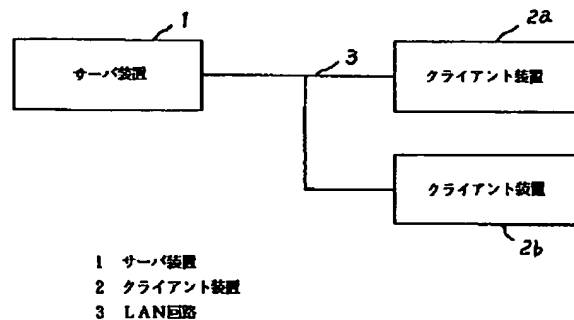 1
2a
サーバ装置
3
クライアント装置
クライアント装置
2b
1 サーバ装置
2 クライアント装置
3 LAN回路